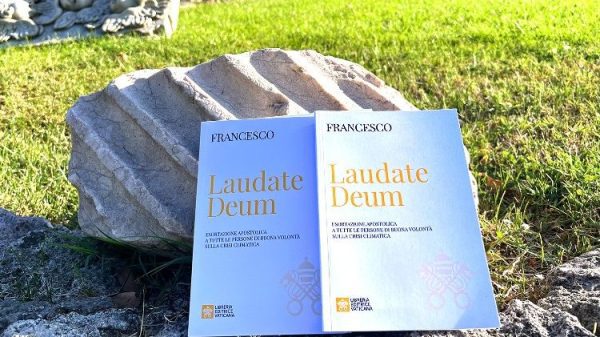 FRANCESCO
Laudate
Deum
ESORTAZIONE APOSTOLICA
A TUTTE LE PERSONE DI BUONA VOLONTÀ
SULLA CRISI CLIMATICA
LIBRERIA
EDITRICE
VATICANA
FRANCESCO
Laudate
Deum
ESORTAZIONE APOSTOLICA
A TUTTE LE PERSONE DI BUONA VOLONTÀ
SULLA CRISI CLIMATICA
LIBRERIA
EDITRICE
VATICANA